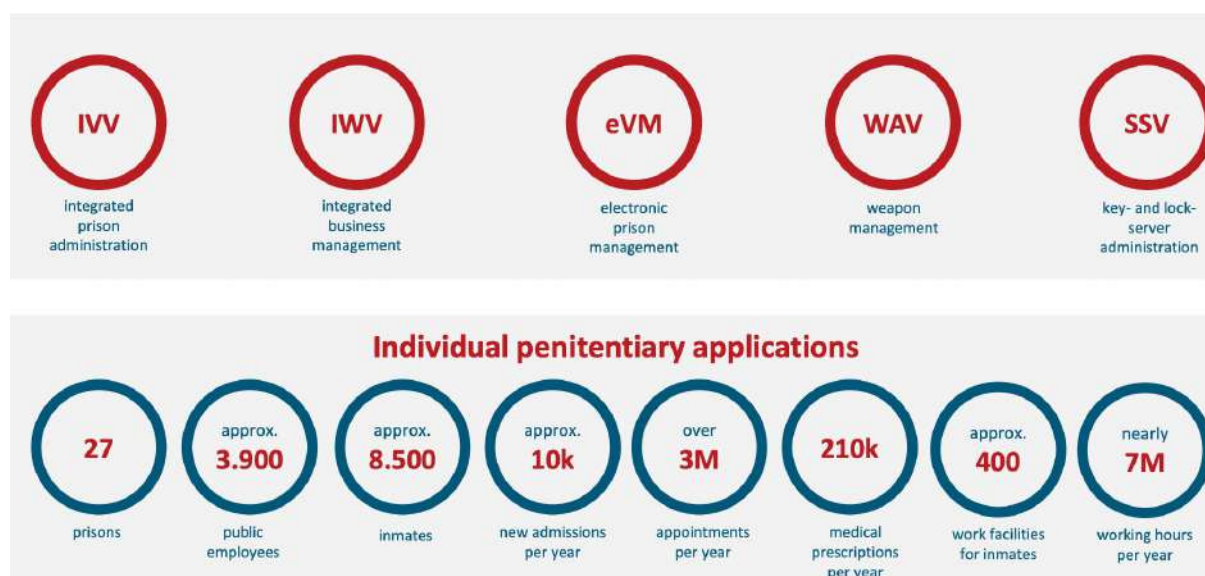 IVV
integrated
prison
administration
IWV
integrated
business
management
eVM
electronic
prison
management
WAV
weapon
management
SSV
key- and lock-
server
administration
Individual penitentiary applications
27
prisons
approx.
3.900
public
employees
approx.
8.500
inmates
approx.
10k
new admissions
per year
over
3M
appointments
per year
210k
medical
prescriptions
per year
approx.
400
work facilities
for inmates
nearly
7M
working hours
per year